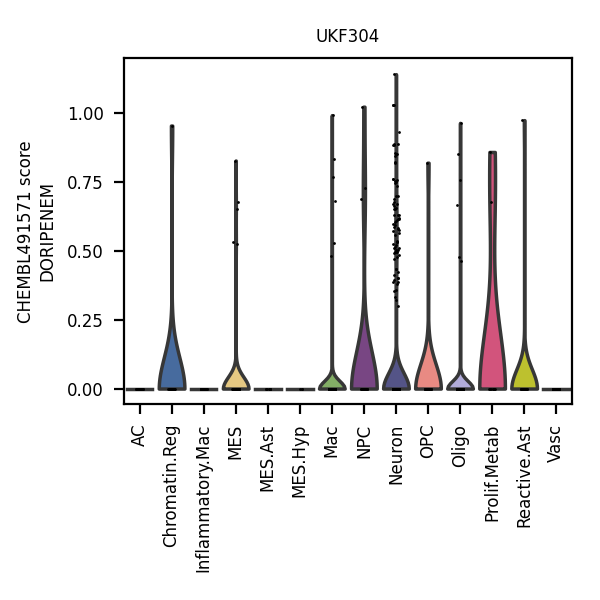 UKF304
CHEMBL491571 score
DORIPENEM
1.00
0.75
0.50
0.25
0.00
AC
Chromatin.Reg
Inflammatory.Mac
MES
MES.Ast
MES.Hyp
Mac
NPC
Neuron
OPC
Oligo
Prolif.Metab
Reactive.Ast
Vasc